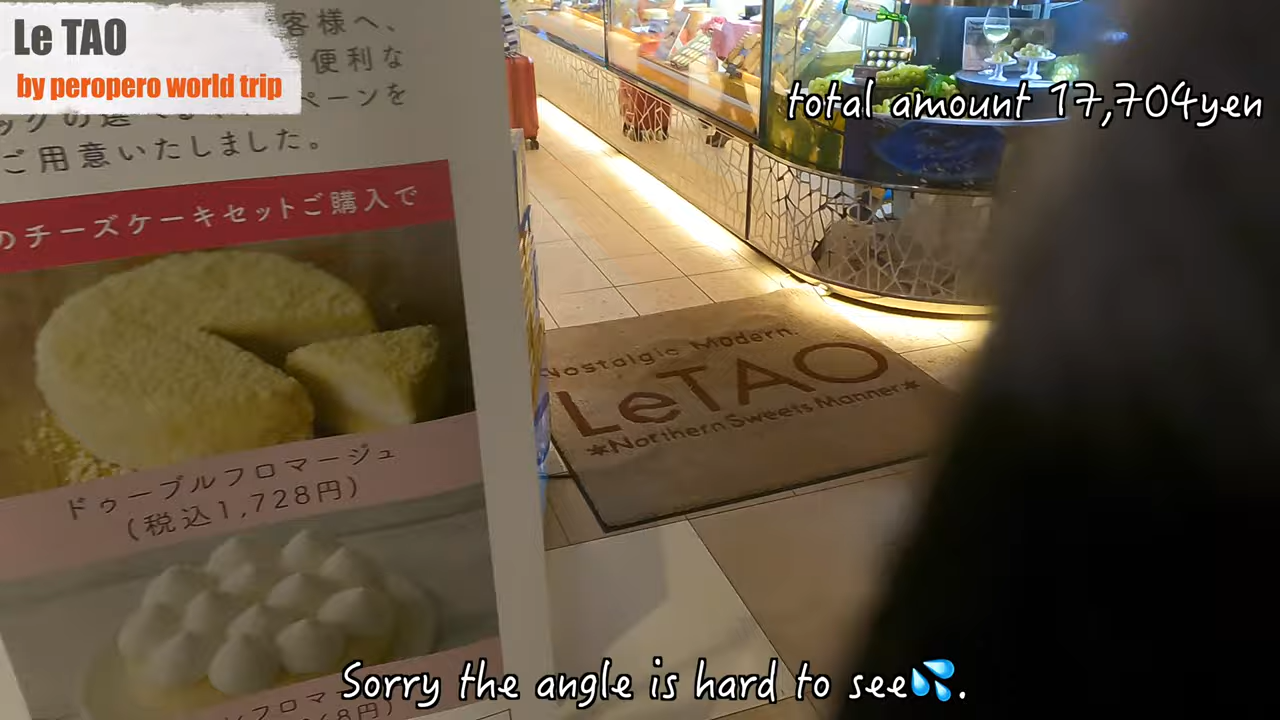 Le TAO
by peropero world trip
客様へ、
便利な
ペーンを
ご用意いたしました。
のチーズケーキセットご購入で
ドゥーブルフロマージュ
(税込1,728円)
total amount 17,704yen
Nostalgic Modern.
LeTAO
*Northern Sweets Manner*
Sorry the angle is hard to see💦.